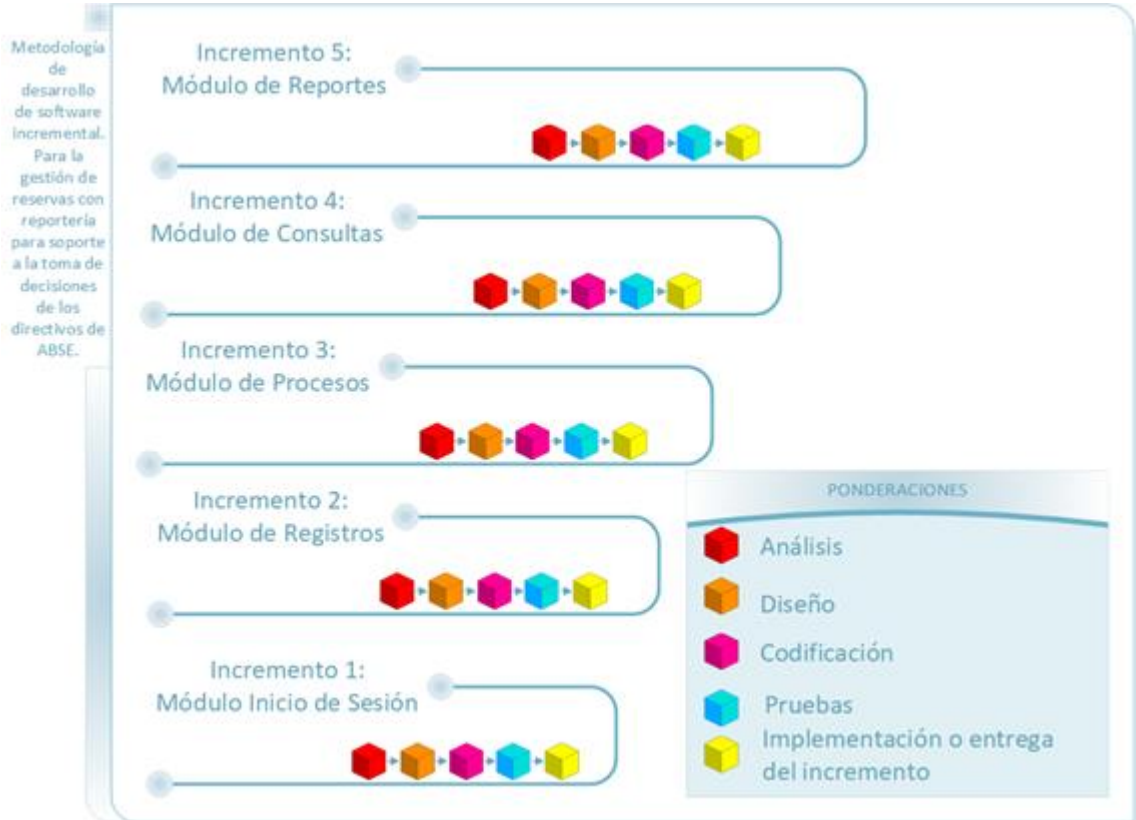 Metodología
de
desarrollo
de software
incremental.
Para la
gestión de
reservas con
reportería
para soporte
a la toma de
decisiones
de los
directivos de
ABSE.
Incremento 5:
Módulo de Reportes
Incremento 4:
Módulo de Consultas
Incremento 3:
Módulo de Procesos
Incremento 2:
Módulo de Registros
Incremento 1:
Módulo Inicio de Sesión
PONDERACIONES
Análisis
Diseño
Codificación
Pruebas
Implementación o entrega
del incremento